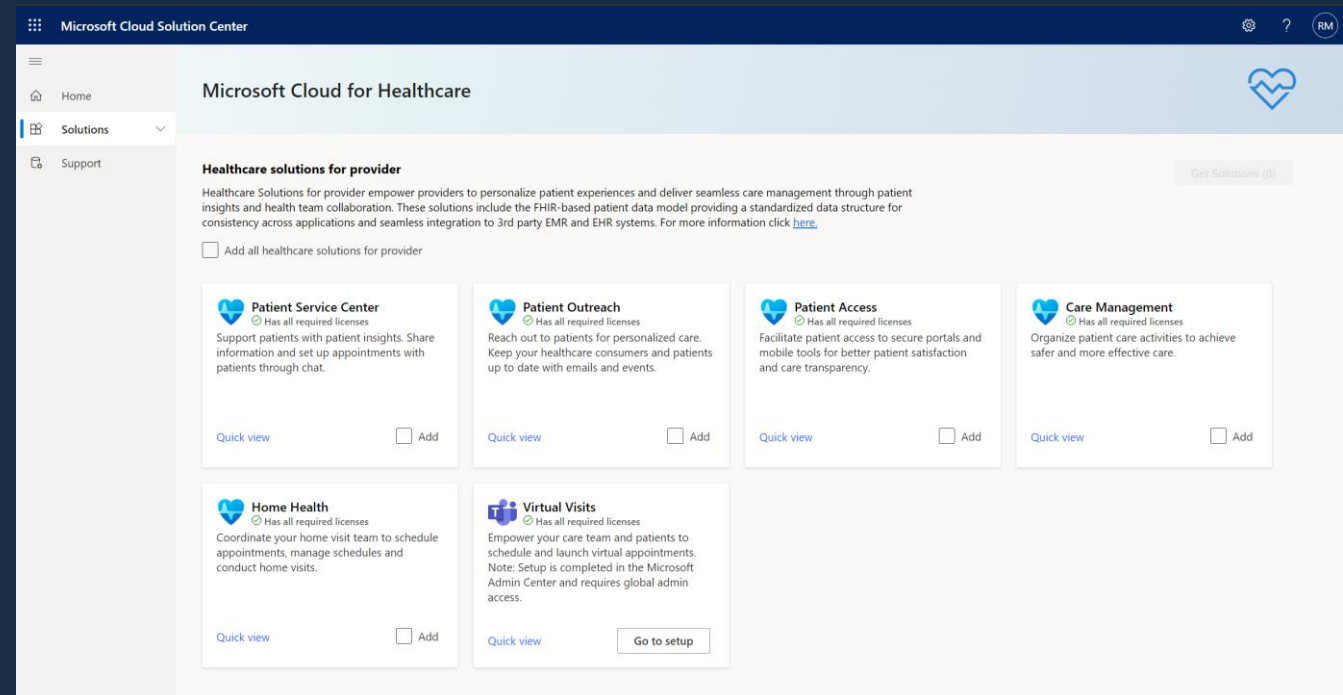 Microsoft Cloud Solution Center
RM
Home
Solutions
Support
Microsoft Cloud for Healthcare
Healthcare solutions for provider
Get Solutions (0)
Healthcare Solutions for provider empower providers to personalize patient experiences and deliver seamless care management through patient
insights and health team collaboration. These solutions include the FHIR-based patient data model providing a standardized data structure for
consistency across applications and seamless integration to 3rd party EMR and EHR systems. For more information click here.
Add all healthcare solutions for provider
Patient Service Center
Has all required licenses
Support patients with patient insights. Share
information and set up appointments with
patients through chat.
Quick view
Add
Patient Outreach
Has all required licenses
Reach out to patients for personalized care.
Keep your healthcare consumers and patients
up to date with emails and events.
Quick view
Add
Patient Access
Has all required licenses
Facilitate patient access to secure portals and
mobile tools for better patient satisfaction
and care transparency.
Quick view
Add
Care Management
Has all required licenses
Organize patient care activities to achieve
safer and more effective care.
Quick view
Add
Home Health
Has all required licenses
Coordinate your home visit team to schedule
appointments, manage schedules and
conduct home visits.
Quick view
Add
Virtual Visits
Has all required licenses
Empower your care team and patients to
schedule and launch virtual appointments.
Note: Setup is completed in the Microsoft
Admin Center and requires global admin
access.
Quick view
Go to setup